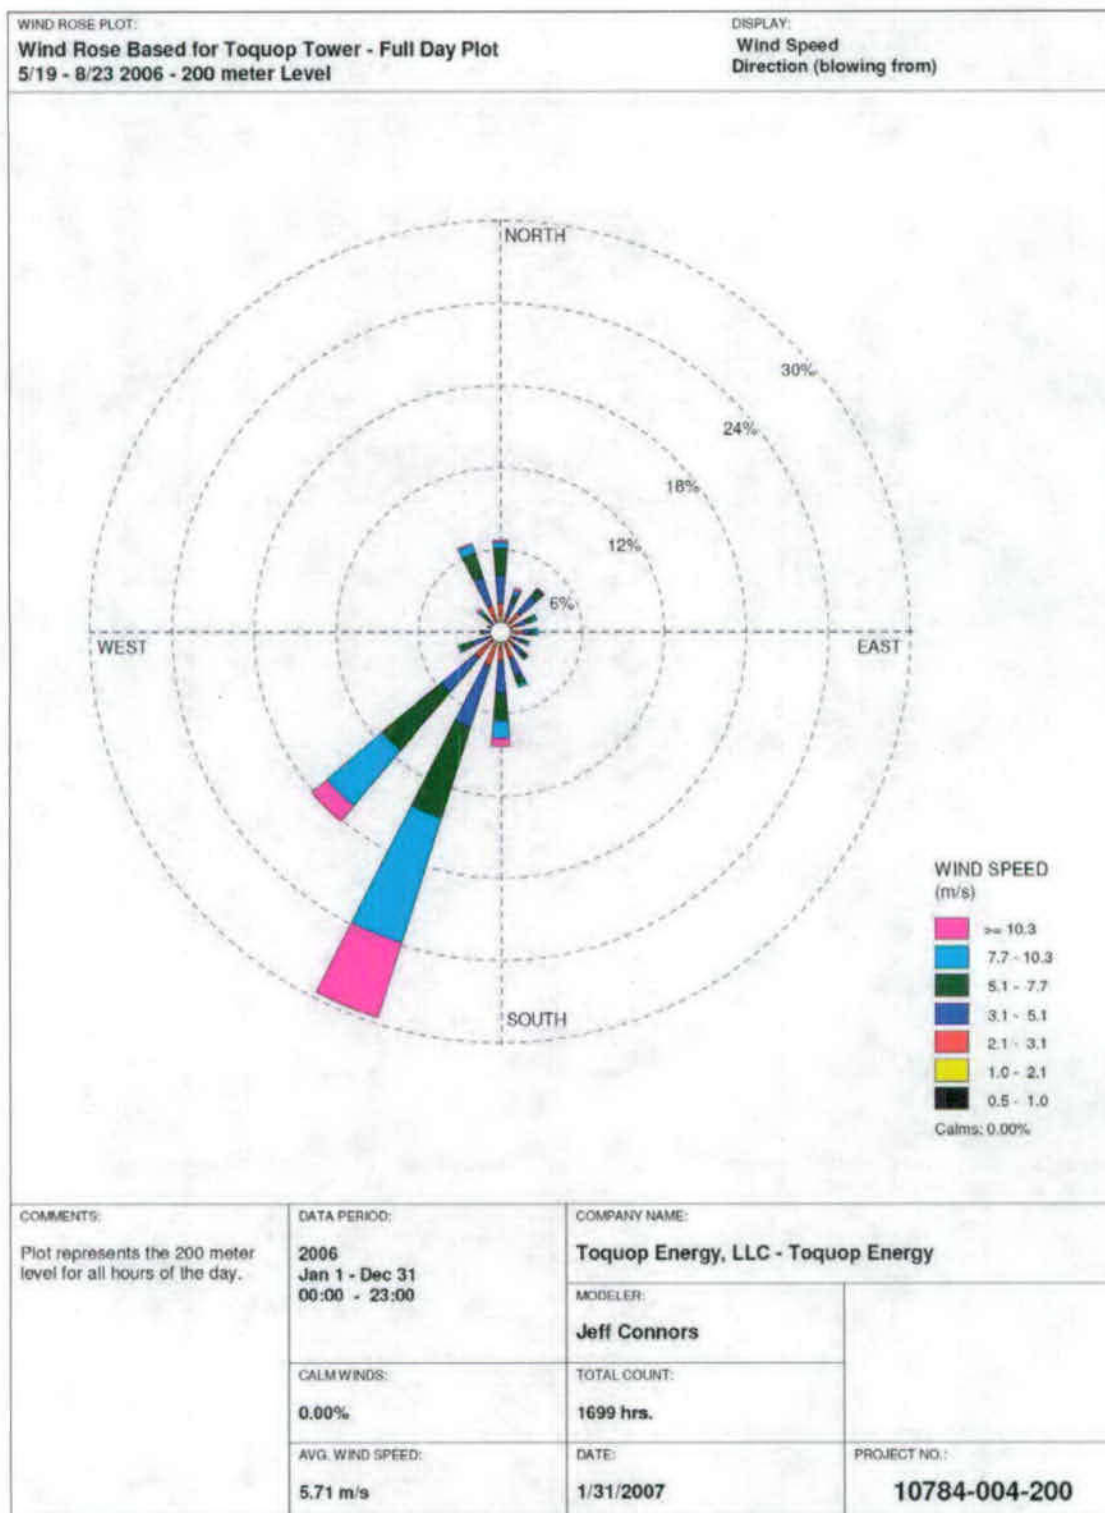 WIND ROSE PLOT:
Wind Rose Based for Toquop Tower - Full Day Plot
5/19 - 8/23 2006 - 200 meter Level
DISPLAY:
Wind Speed
Direction (blowing from)
NORTH
30%
24%
18%
12%
6%
WEST
EAST
SOUTH
WIND SPEED
(m/s)
>= 10.3
7.7 - 10.3
5.1 - 7.7
3.1 - 5.1
2.1 - 3.1
1.0 - 2.1
0.5 - 1.0
Calms: 0.00%
COMMENTS:
Plot represents the 200 meter
level for all hours of the day.
DATA PERIOD:
2006
Jan 1 - Dec 31
00:00 - 23:00
COMPANY NAME:
Toquop Energy, LLC - Toquop Energy
MODELER:
Jeff Connors
CALM WINDS:
0.00%
TOTAL COUNT:
1699 hrs.
AVG. WIND SPEED:
5.71 m/s
DATE:
1/31/2007
PROJECT NO.:
10784-004-200